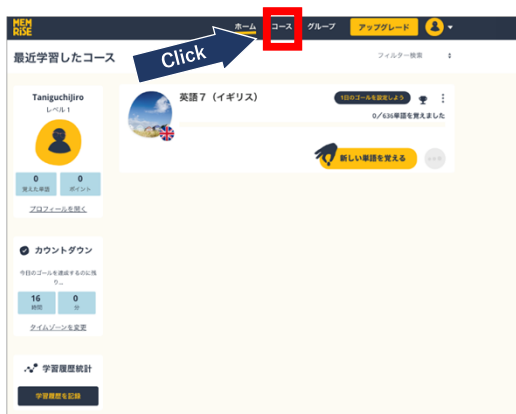 MEM
RISE
ホーム
コース
グループ
アップグレード
Click
最近学習したコース
フィルター検索
TaniguchiJiro
レベル 1
0
覚えた単語
0
ポイント
プロフィールを開く
英語７（イギリス）
1日のゴールを設定しよう
0/636単語を覚えました
新しい単語を覚える
カウントダウン
今日のゴールを達成するのに残
り...
16
時間
0
分
タイムゾーンを変更
学習履歴統計
学習履歴を記録